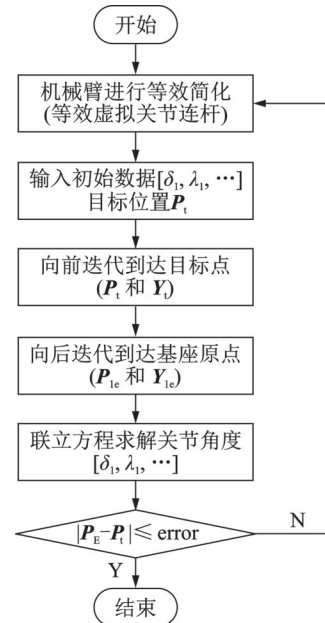 开始
机械臂进行等效简化
(等效虚拟关节连杆)
输入初始数据[δ₁, λ₁, ⋯]
目标位置Pₜ
向前迭代到达目标点
(Pₜ 和 Yₜ)
向后迭代到达基座原点
(P₁ₑ 和 Y₁ₑ)
联立方程求解关节角度
[δ₁, λ₁, ⋯]
|P_E−Pₜ|≤ error
N
Y
结束